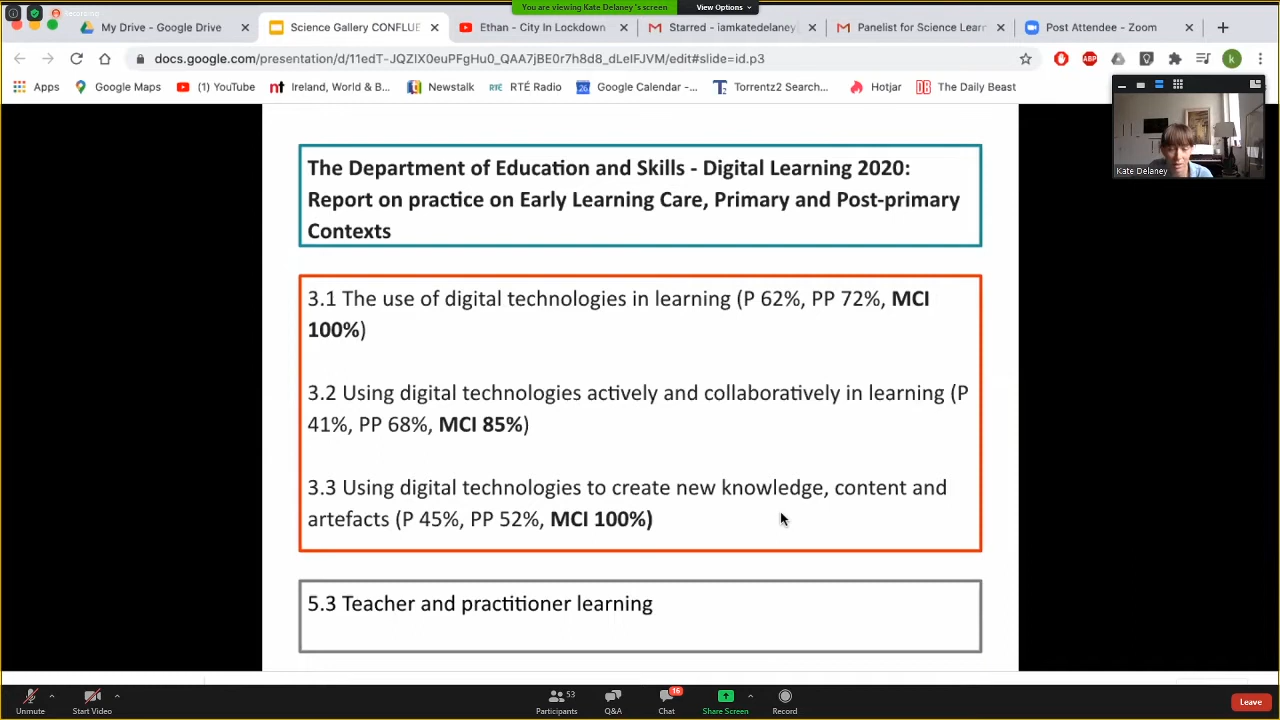 You are viewing Kate Delaney's screen
View Options
Recording
My Drive - Google Drive
Science Gallery CONFLUE
Ethan - City In Lockdown
Starred - iamkatedelaney
Panelist for Science Learn
Post Attendee - Zoom
docs.google.com/presentation/d/11edT-JQZIX0euPFgHu0_QAA7jBE0r7h8d8_dLeIFJVM/edit#slide=id.p3
ABP
k
Apps
Google Maps
(1) YouTube
nt Ireland, World & B...
Newstalk
RTÉ RTÉ Radio
26 Google Calendar -...
T Torrentz2 Search...
Hotjar
DB The Daily Beast
Kate Delaney
The Department of Education and Skills - Digital Learning 2020:
Report on practice on Early Learning Care, Primary and Post-primary
Contexts
3.1 The use of digital technologies in learning (P 62%, PP 72%, MCI
100%)
3.2 Using digital technologies actively and collaboratively in learning (P
41%, PP 68%, MCI 85%)
3.3 Using digital technologies to create new knowledge, content and
artefacts (P 45%, PP 52%, MCI 100%)
5.3 Teacher and practitioner learning
Unmute
Start Video
53
Participants
Q&A
16
Chat
Share Screen
Record
Leave